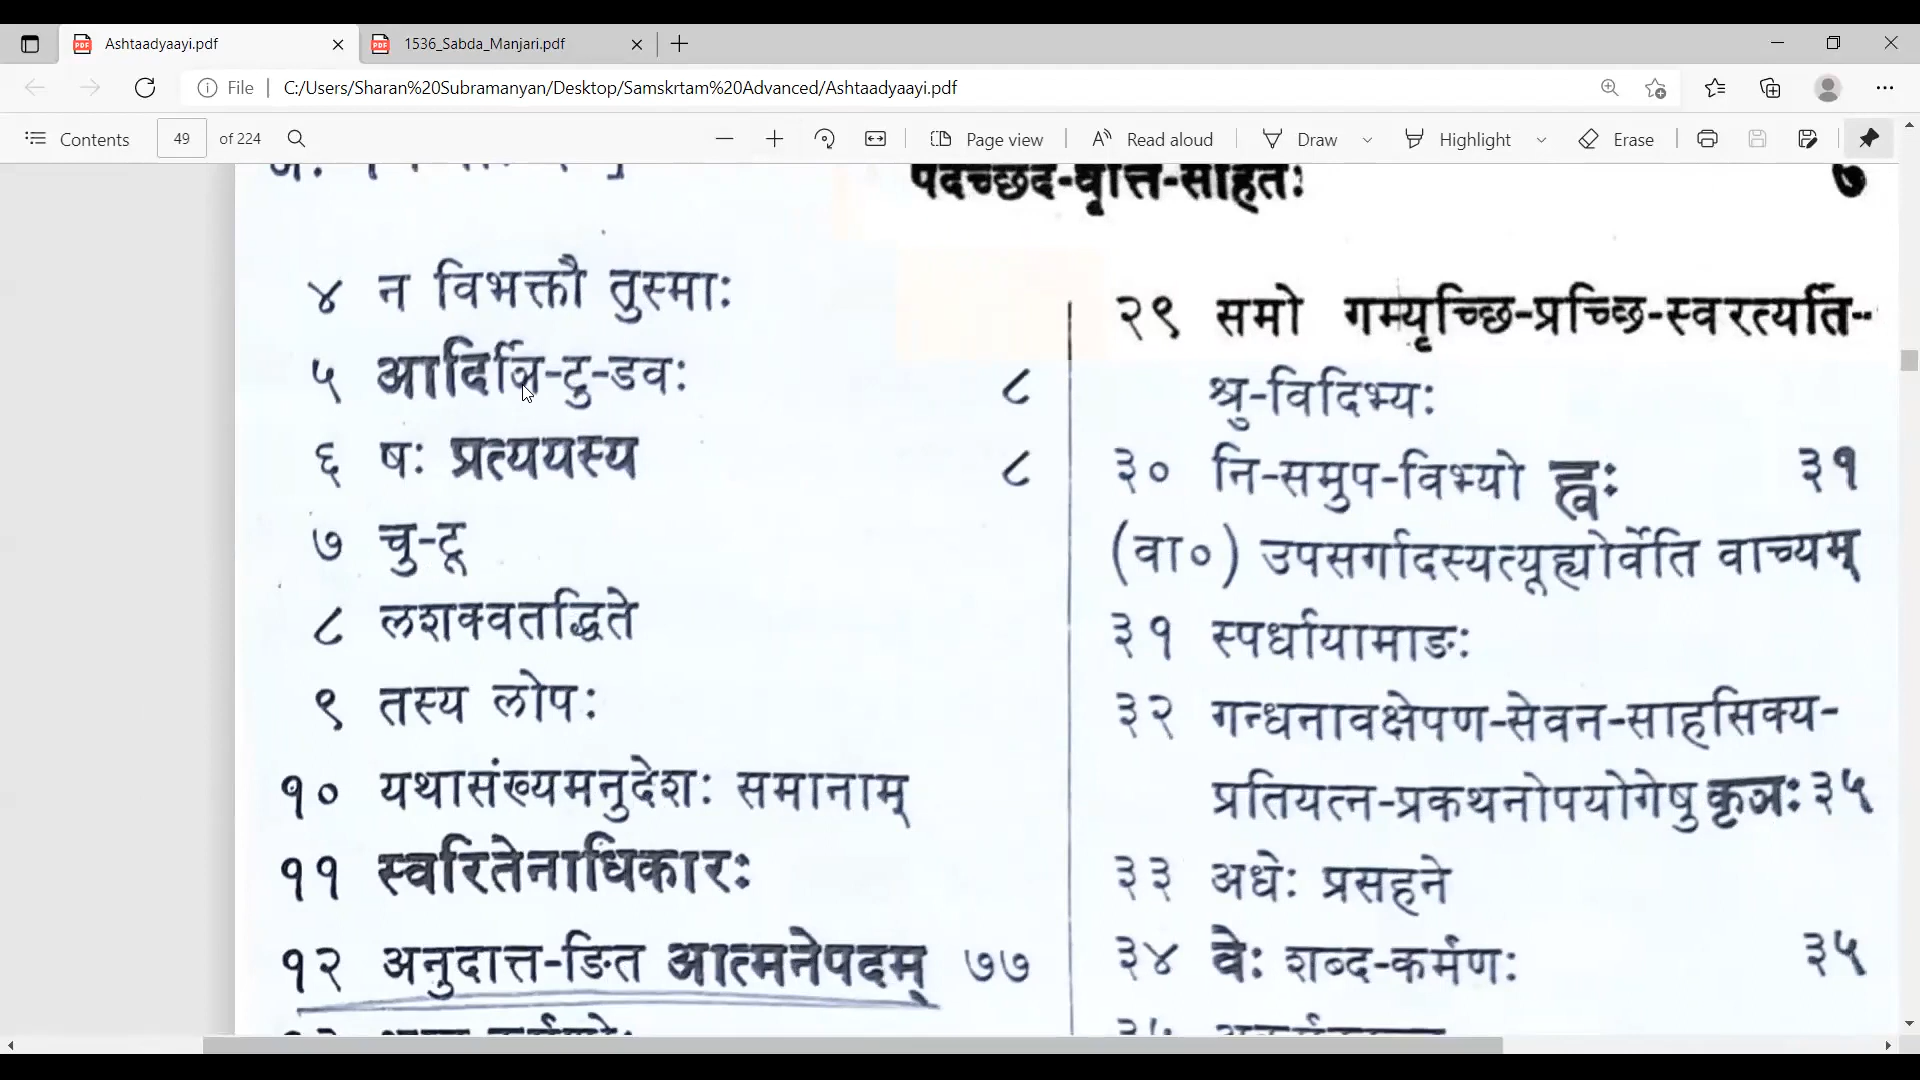 Ashtaadyaayi.pdf
1536_Sabda_Manjari.pdf
File
C:/Users/Sharan%20Subramanyan/Desktop/Samskrtam%20Advanced/Ashtaadyaayi.pdf
Contents 49 of 224 Page view Read aloud Draw Highlight Erase
पदच्छेद-वृत्ति-सहितः ७
४ न विभक्तौ तुस्माः
५ आदिर्ञि-टु-डवः ८
६ षः प्रत्ययस्य ८
७ चु-टू
८ लशक्वतद्धिते
९ तस्य लोपः
१० यथासंख्यमनुदेशः समानाम्
११ स्वरितेनाधिकारः
१२ अनुदात्त-ङित आत्मनेपदम् ७७
२९ समो गम्यृच्छि-प्रच्छि-स्वरत्यर्ति-
श्रु-विदिभ्यः
३० नि-समुप-विभ्यो ह्वः ३१
(वा०) उपसर्गादस्यत्यूह्योर्वेति वाच्यम्
३१ स्पर्धायामाङः
३२ गन्धनावक्षेपण-सेवन-साहसिक्य-
प्रतियत्न-प्रकथनोपयोगेषु कृञः ३५
३३ अधेः प्रसहने
३४ वेः शब्द-कर्मणः ३५